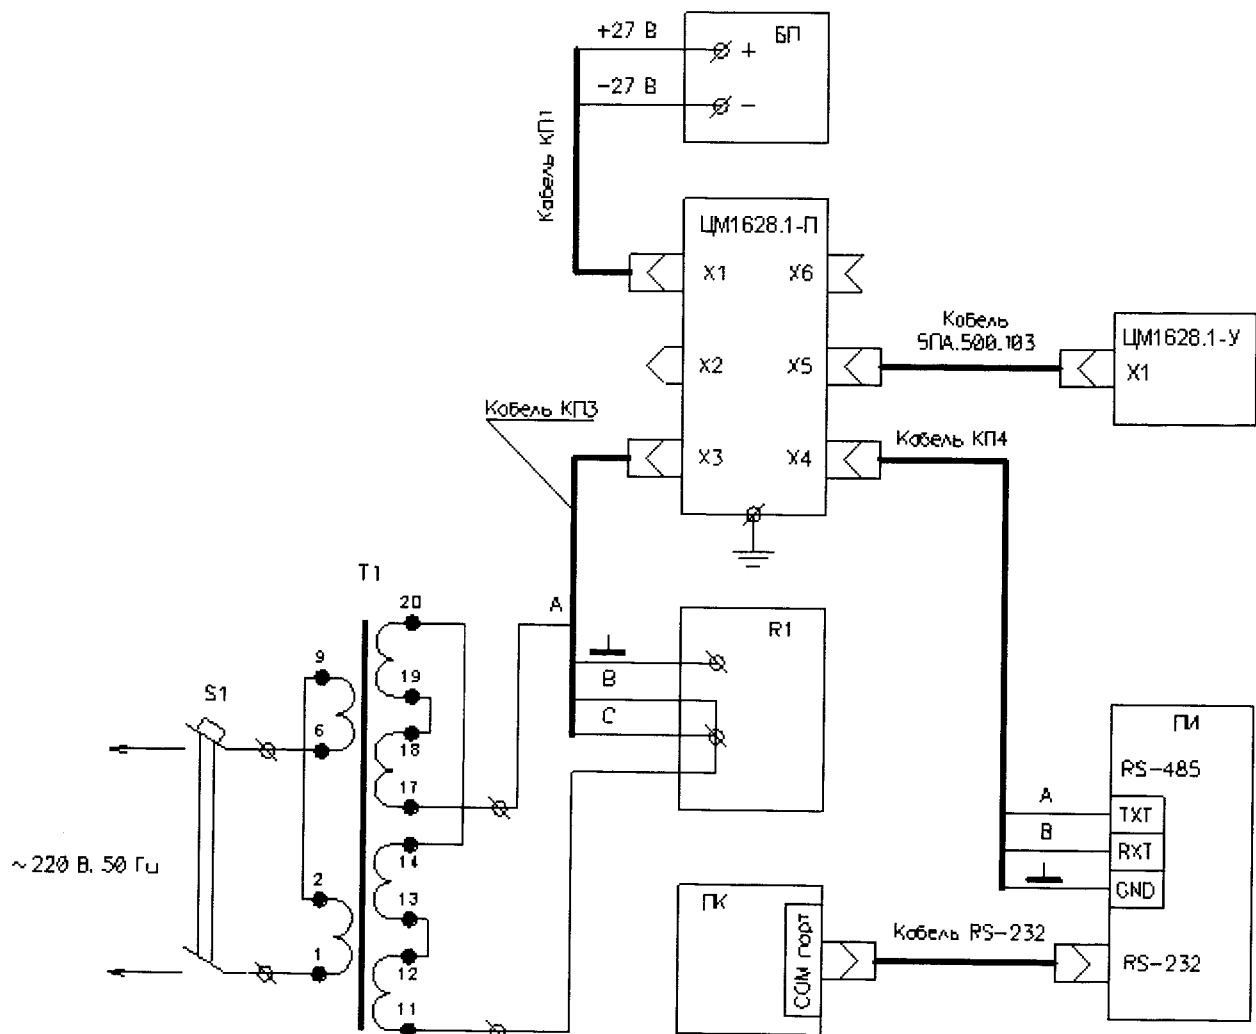 +27 В
БП
+
-27 В
-
Кабель КП1
ЦМ1628.1-П
X1
X6
Кабель
5ПА.500.103
ЦМ1628.1-У
X2
X5
X1
Кабель КП3
Кабель КП4
X3
X4
T1
20
A
R1
9
19
B
S1
C
6
18
17
ПИ
RS-485
A
TXT
14
B
RXT
~220 В, 50 Гц
2
GND
13
ПК
COM порт
Кабель RS-232
1
12
RS-232
11